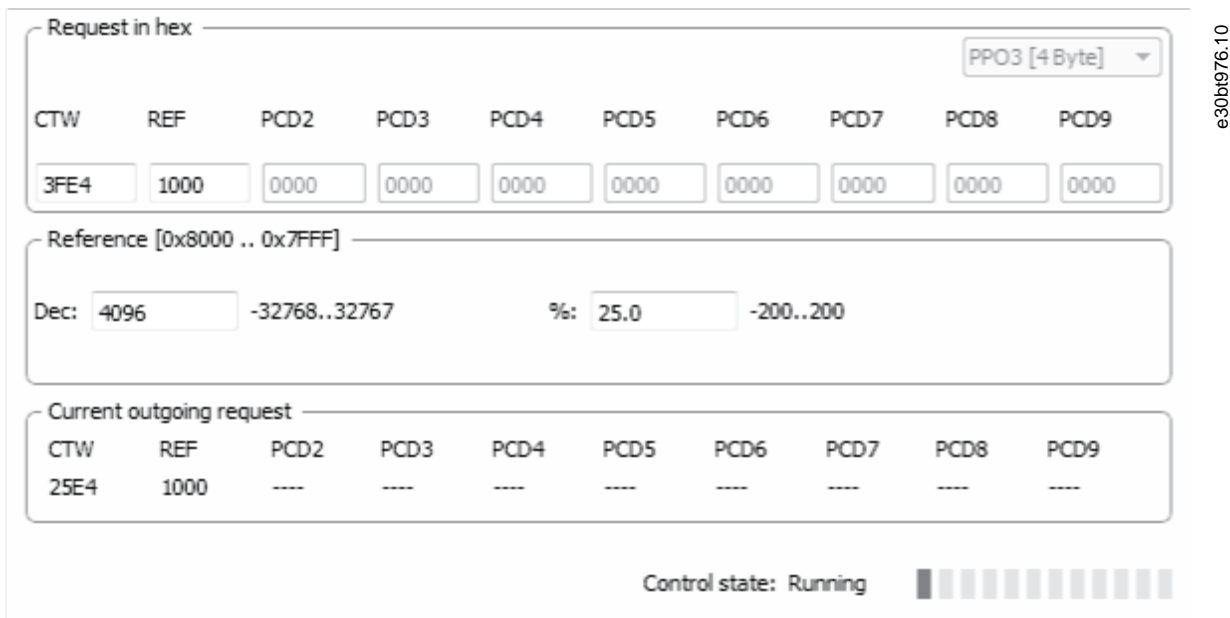 Request in hex
PPO3 [4 Byte]
CTW REF PCD2 PCD3 PCD4 PCD5 PCD6 PCD7 PCD8 PCD9
3FE4 1000 0000 0000 0000 0000 0000 0000 0000 0000
Reference [0x8000 .. 0x7FFF]
Dec: 4096 -32768..32767 %: 25.0 -200..200
Current outgoing request
CTW REF PCD2 PCD3 PCD4 PCD5 PCD6 PCD7 PCD8 PCD9
25E4 1000 ---- ---- ---- ---- ---- ---- ---- ----
Control state: Running
e30bt976.10